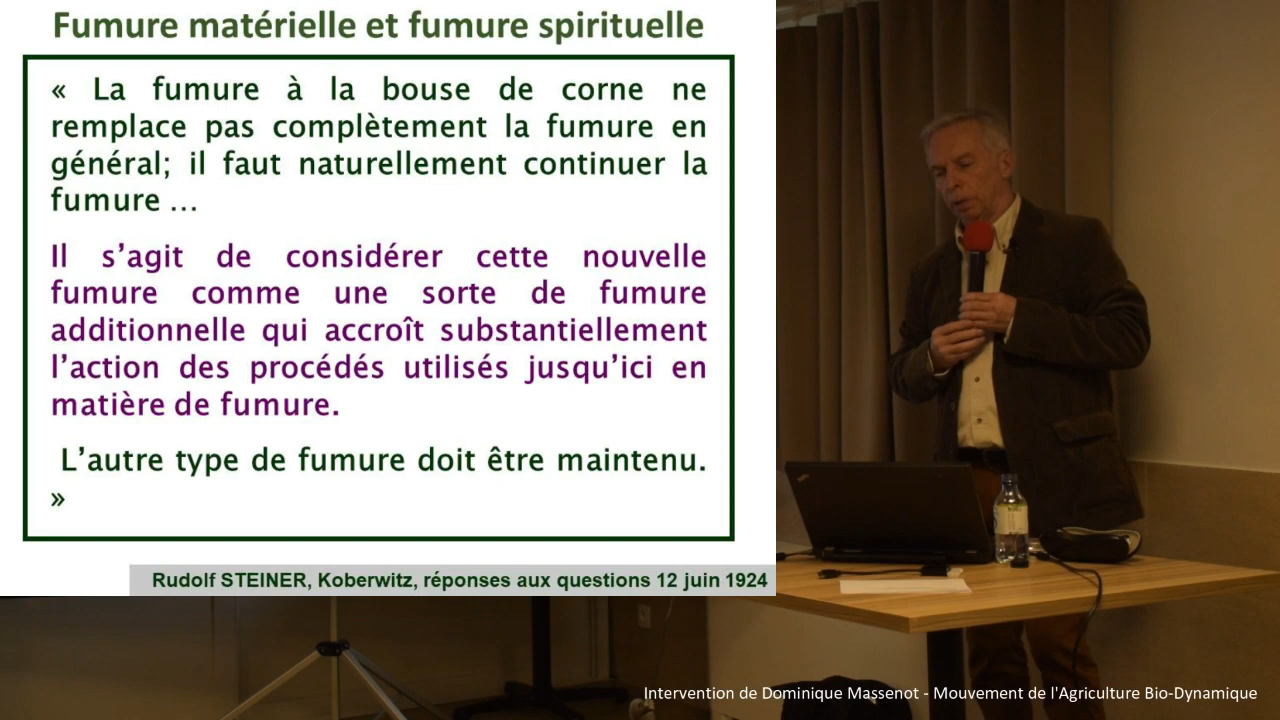 Fumure matérielle et fumure spirituelle
« La fumure à la bouse de corne ne
remplace pas complètement la fumure en
général; il faut naturellement continuer la
fumure …
Il s’agit de considérer cette nouvelle
fumure comme une sorte de fumure
additionnelle qui accroît substantiellement
l’action des procédés utilisés jusqu’ici en
matière de fumure.
L’autre type de fumure doit être maintenu.
»
Rudolf STEINER, Koberwitz, réponses aux questions 12 juin 1924
Intervention de Dominique Massenot - Mouvement de l'Agriculture Bio-Dynamique